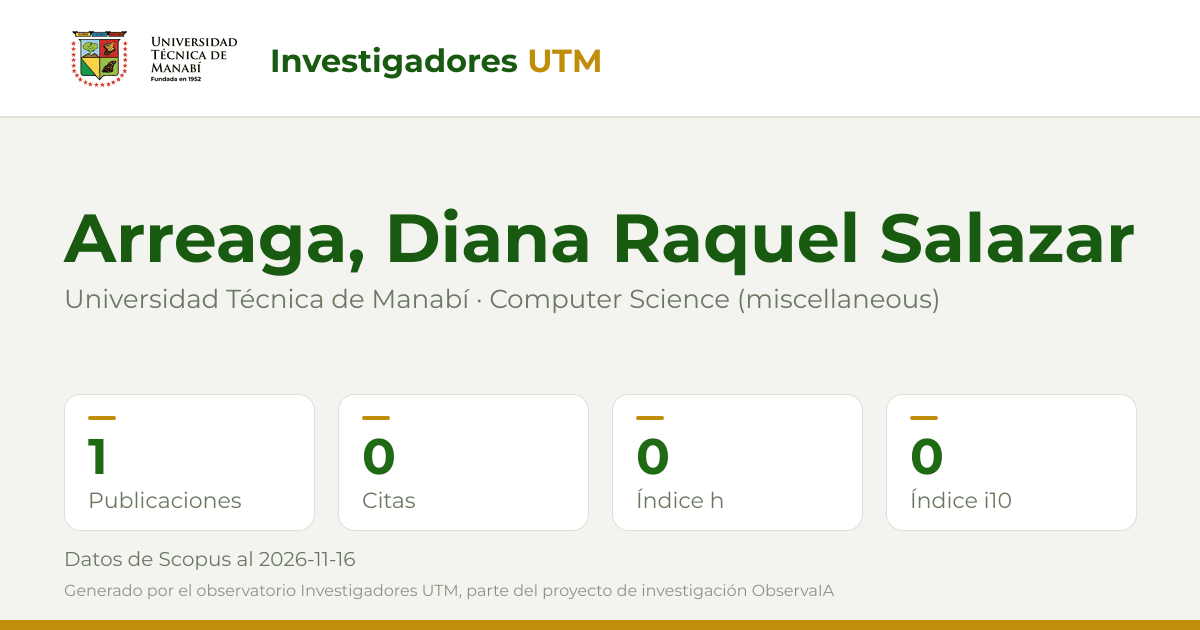 UNIVERSIDAD
TÉCNICA DE
MANABÍ
Fundada en 1952
Investigadores UTM
Arreaga, Diana Raquel Salazar
Universidad Técnica de Manabí · Computer Science (miscellaneous)
1
Publicaciones
0
Citas
0
Índice h
0
Índice i10
Datos de Scopus al 2026-11-16
Generado por el observatorio Investigadores UTM, parte del proyecto de investigación ObservaIA